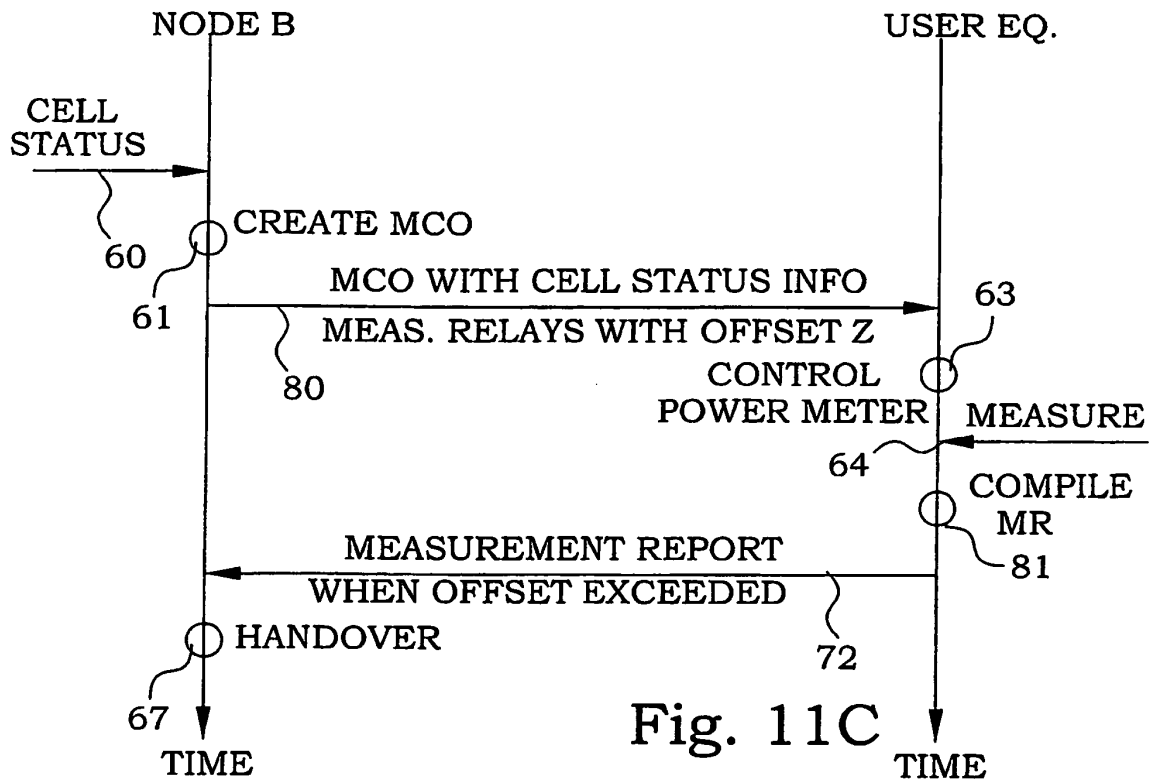 NODE B
USER EQ.
CELL
STATUS
60
CREATE MCO
61
MCO WITH CELL STATUS INFO
MEAS. RELAYS WITH OFFSET Z
80
63
CONTROL
POWER METER
MEASURE
64
COMPILE
MR
81
MEASUREMENT REPORT
WHEN OFFSET EXCEEDED
72
HANDOVER
67
Fig. 11C
TIME
TIME